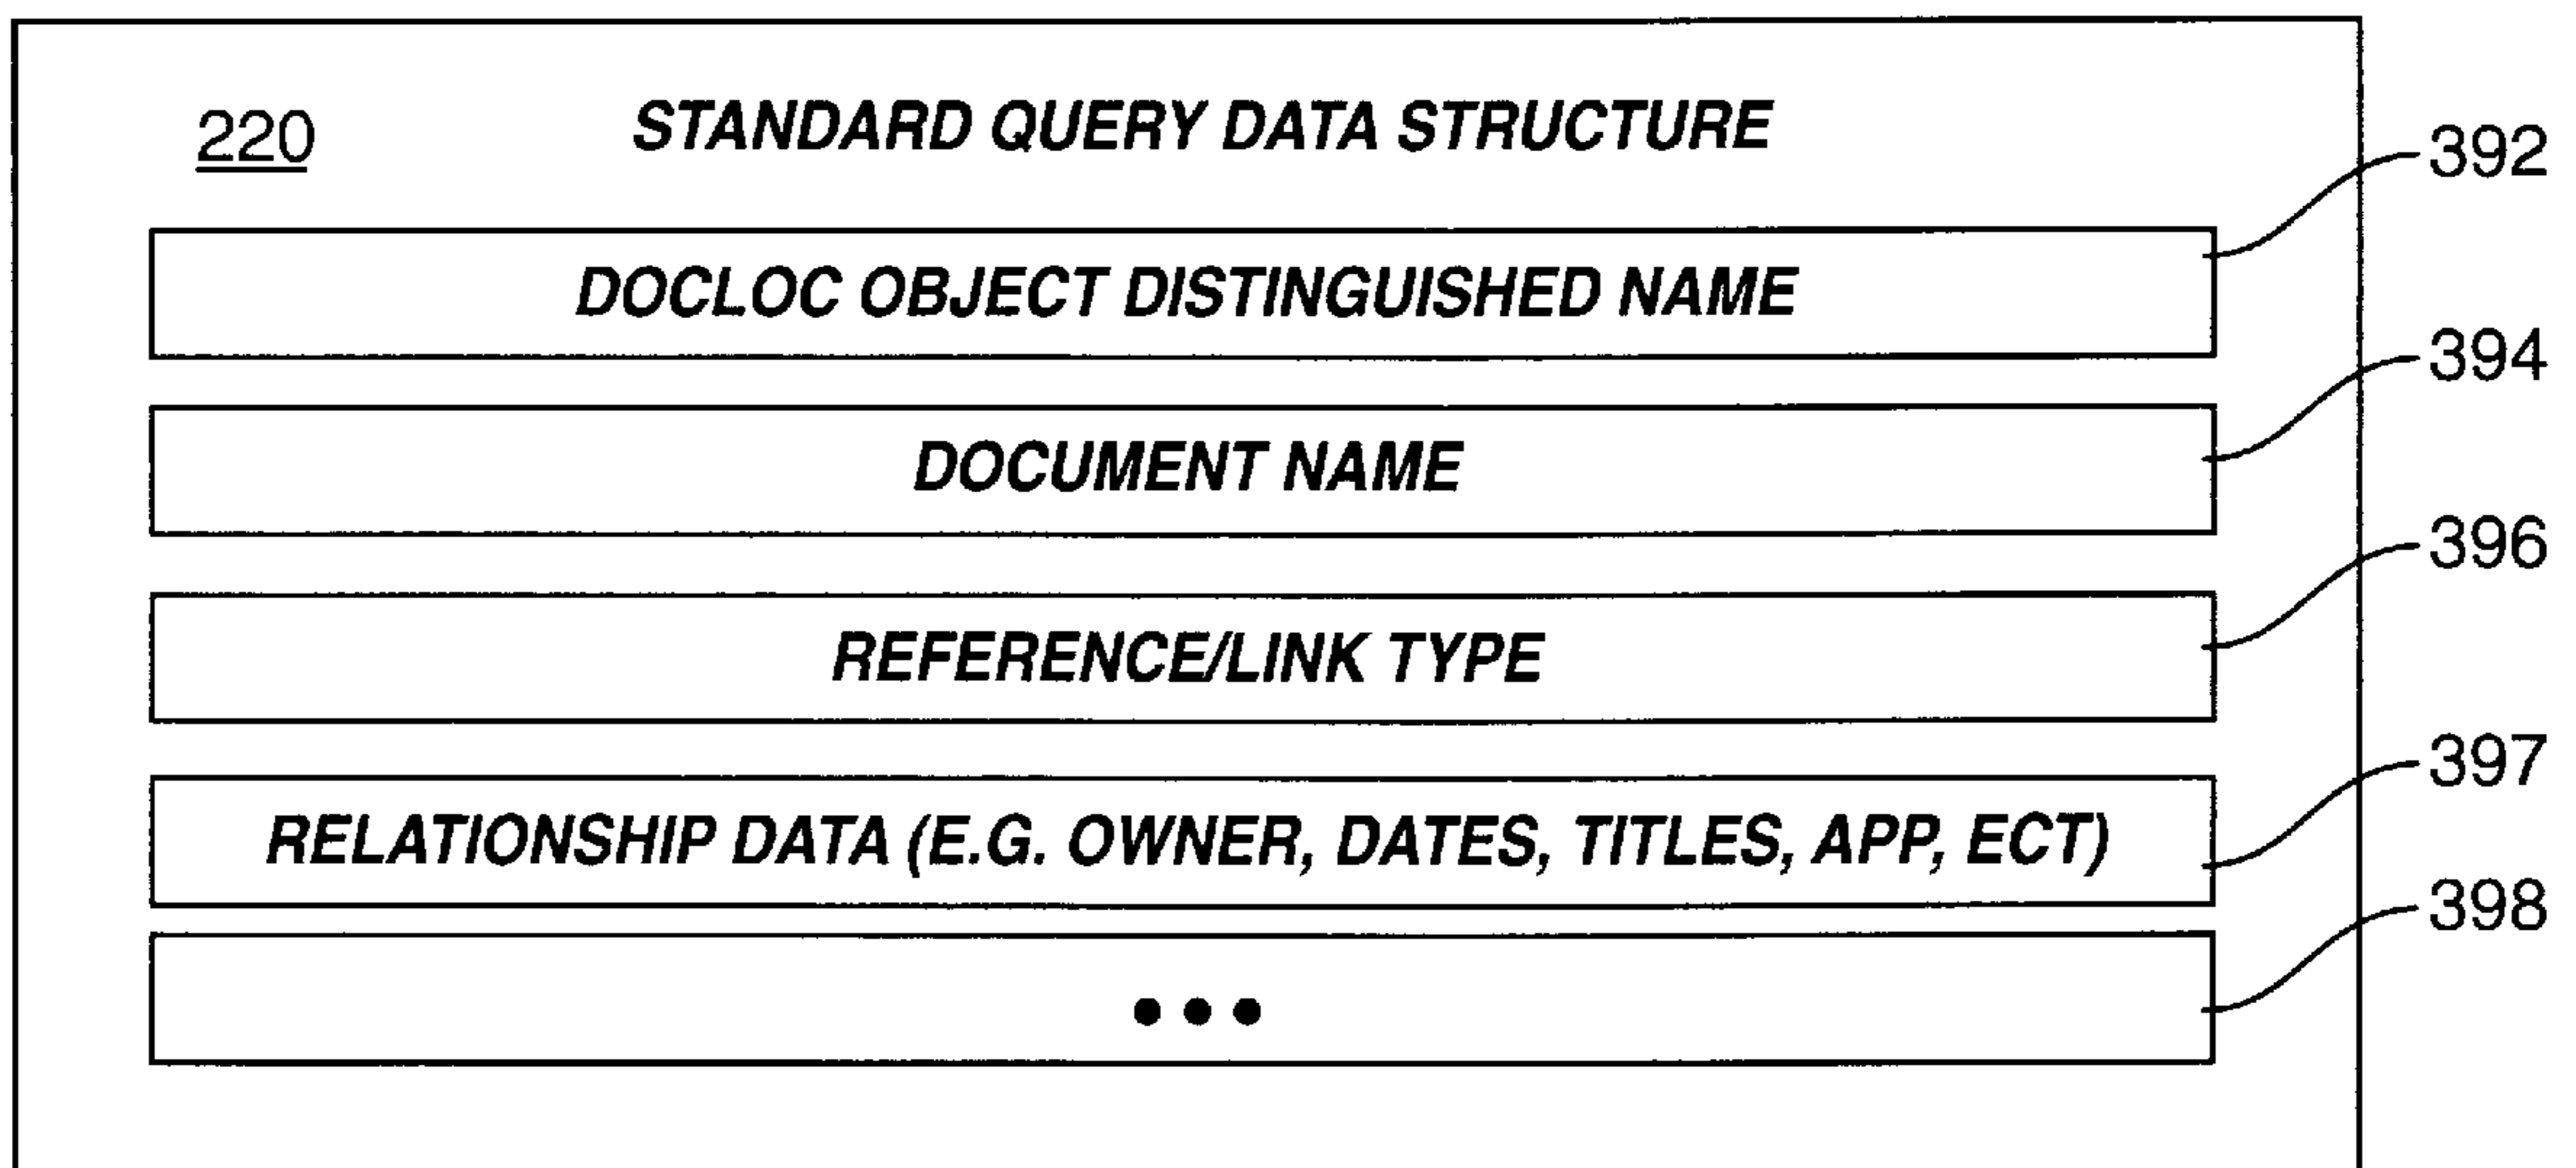 220 STANDARD QUERY DATA STRUCTURE
392
DOCLOC OBJECT DISTINGUISHED NAME
394
DOCUMENT NAME
396
REFERENCE/LINK TYPE
397
RELATIONSHIP DATA (E.G. OWNER, DATES, TITLES, APP, ECT)
398
•••